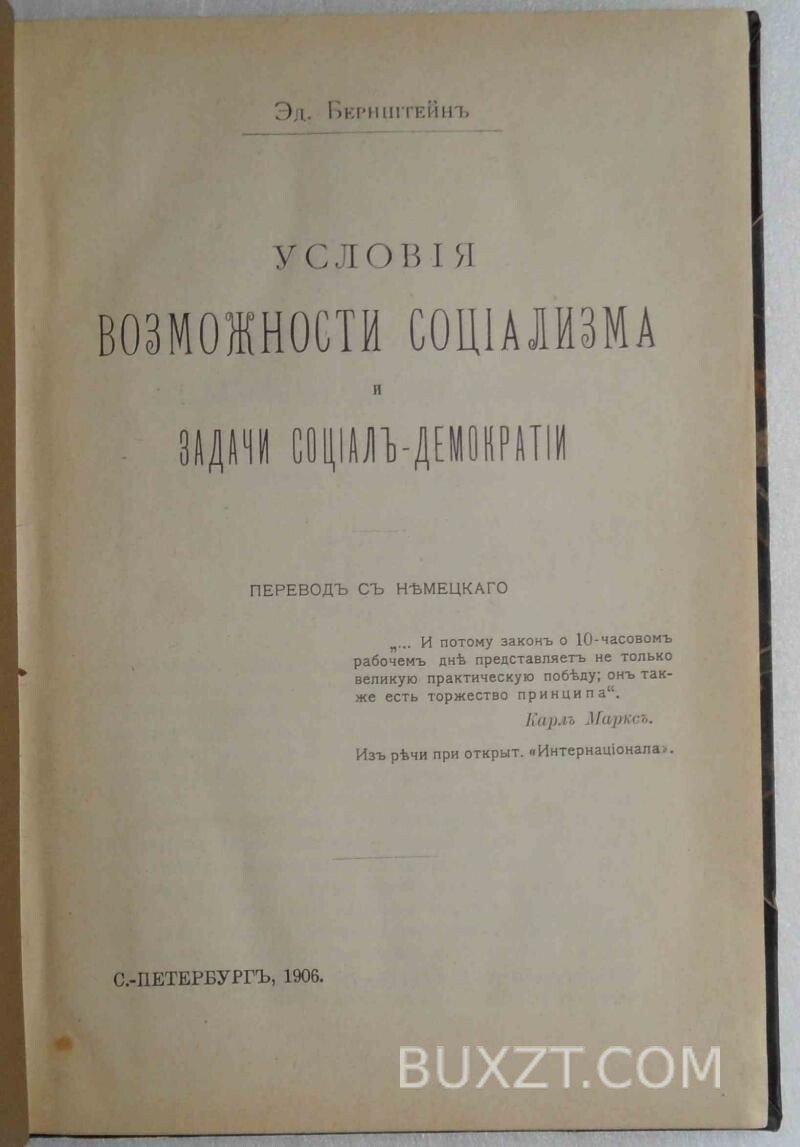 Эд. Бернштейнъ
УСЛОВІЯ
ВОЗМОЖНОСТИ СОЦІАЛИЗМА
и
ЗАДАЧИ СОЦІАЛЪ-ДЕМОКРАТІИ
ПЕРЕВОДЪ СЪ НѢМЕЦКАГО
„... И потому законъ о 10-часовомъ
рабочемъ днѣ представляетъ не только
великую практическую побѣду; онъ так-
же есть торжество принципа“.
Карлъ Марксъ.
Изъ рѣчи при открыт. «Интернаціонала».
С.-ПЕТЕРБУРГЪ, 1906.
BUXZT.COM